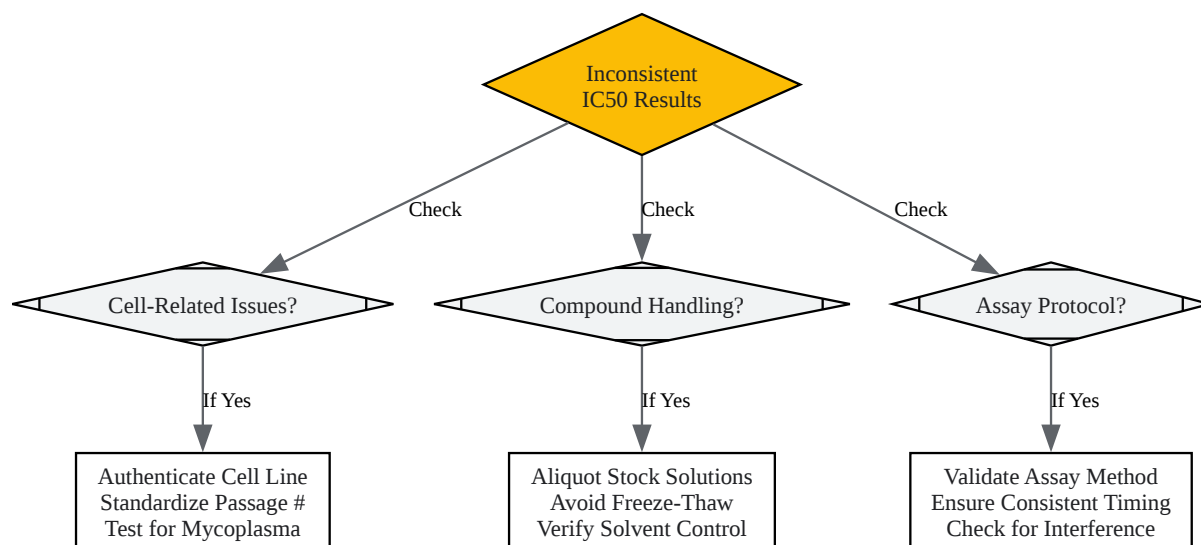 Inconsistent
IC50 Results
Check
Check
Check
Cell-Related Issues?
Compound Handling?
Assay Protocol?
If Yes
If Yes
If Yes
Authenticate Cell Line
Standardize Passage #
Test for Mycoplasma
Aliquot Stock Solutions
Avoid Freeze-Thaw
Verify Solvent Control
Validate Assay Method
Ensure Consistent Timing
Check for Interference